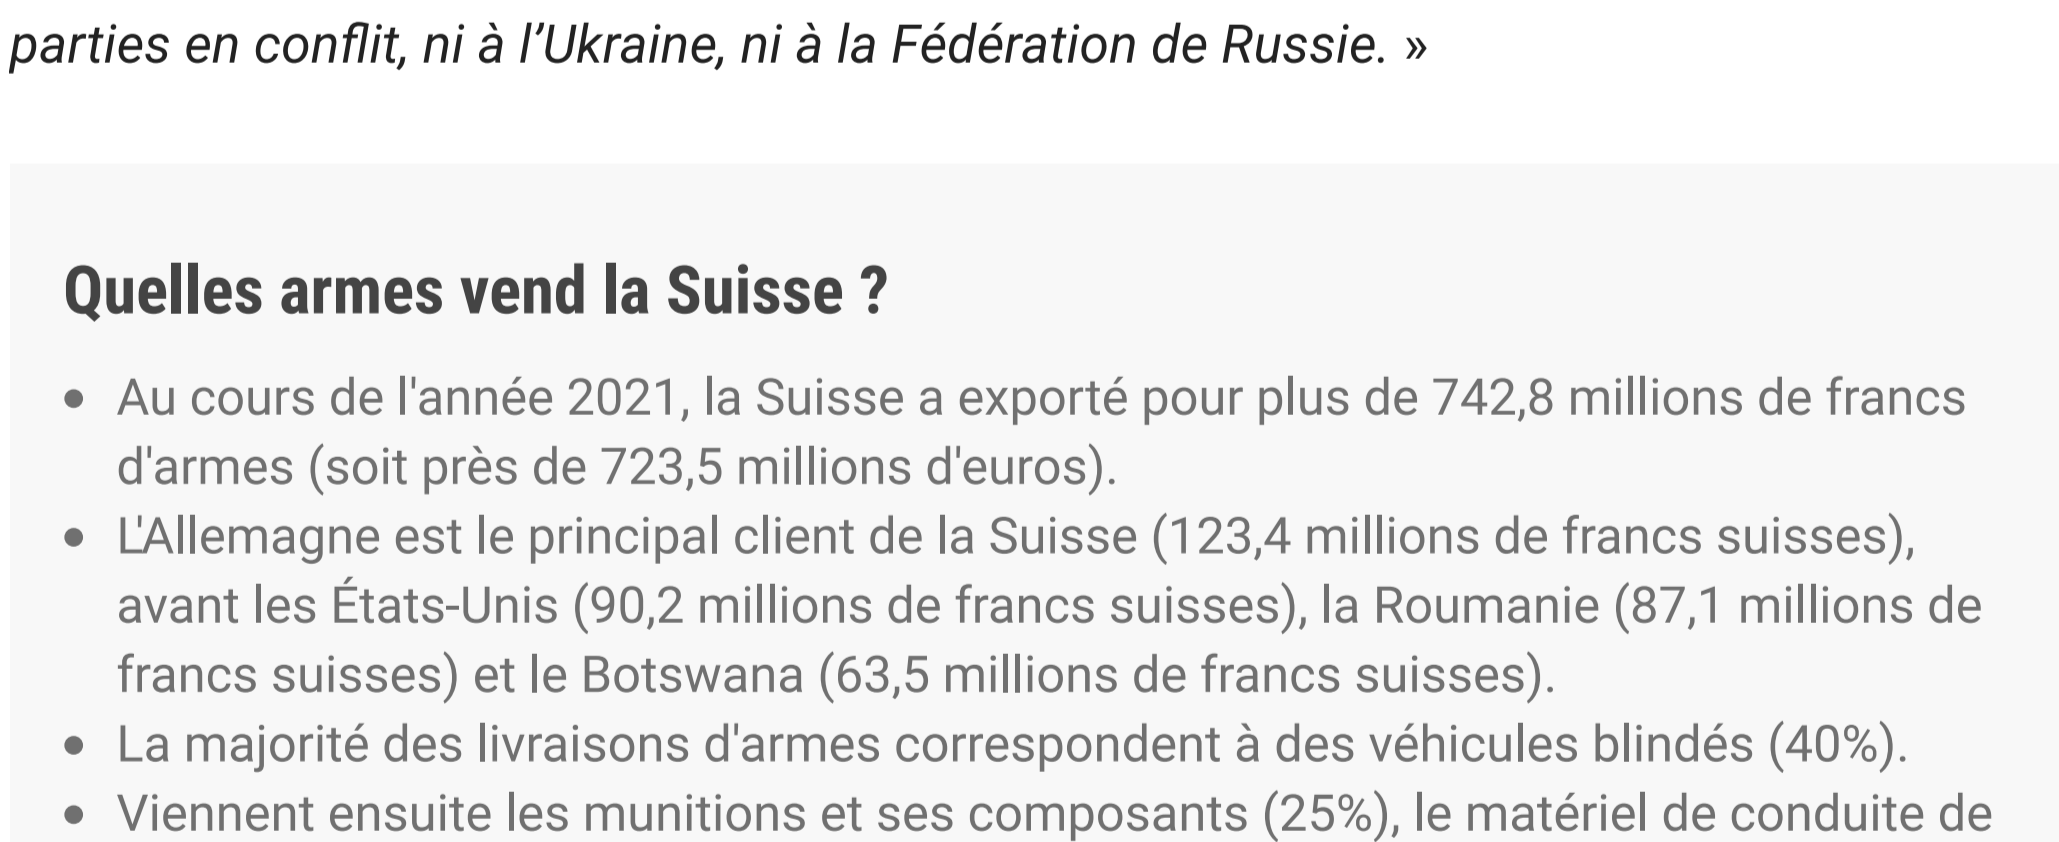 parties en conflit, ni à l’Ukraine, ni à la Fédération de Russie. »
Quelles armes vend la Suisse ?
• Au cours de l'année 2021, la Suisse a exporté pour plus de 742,8 millions de francs
d'armes (soit près de 723,5 millions d'euros).
• L'Allemagne est le principal client de la Suisse (123,4 millions de francs suisses),
avant les États-Unis (90,2 millions de francs suisses), la Roumanie (87,1 millions de
francs suisses) et le Botswana (63,5 millions de francs suisses).
• La majorité des livraisons d'armes correspondent à des véhicules blindés (40%).
• Viennent ensuite les munitions et ses composants (25%), le matériel de conduite de